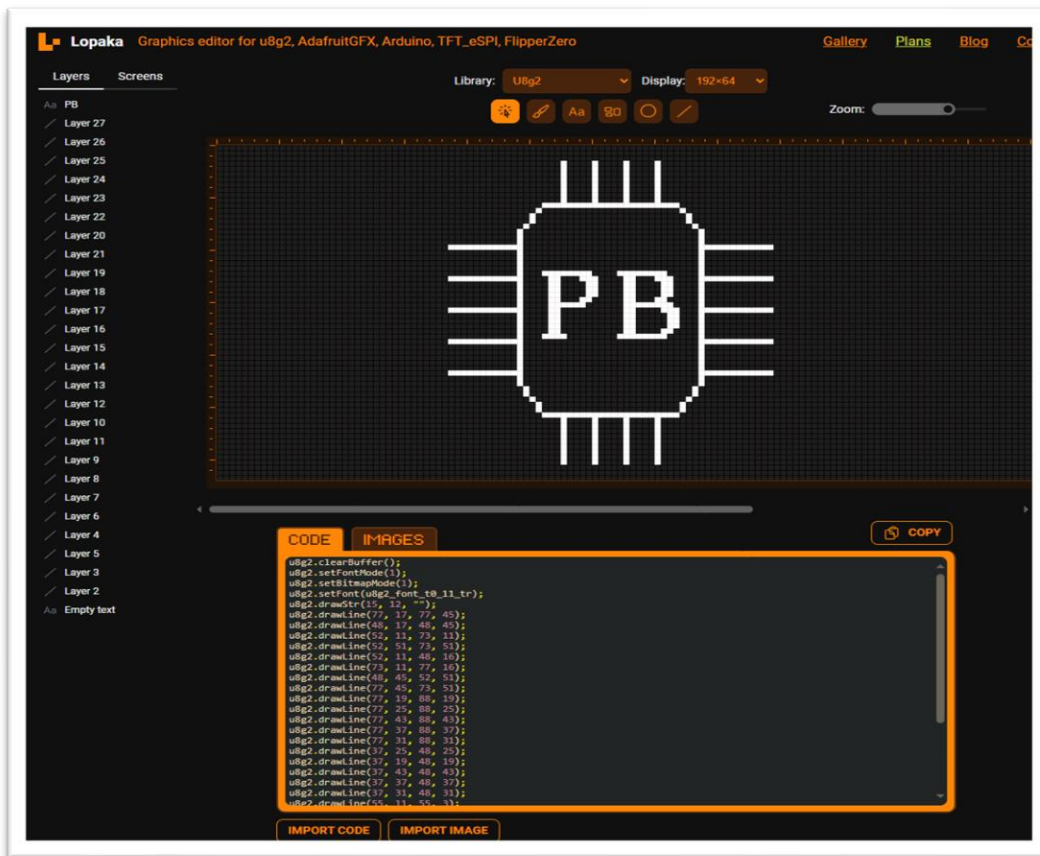 Lopaka Graphics editor for u8g2, AdafruitGFX, Arduino, TFT_eSPI, FlipperZero Gallery Plans Blog Co
Layers Screens
Library: U8g2 Display: 192×64
Aa PB
Aa
Zoom:
Layer 27
Layer 26
Layer 25
Layer 24
Layer 23
Layer 22
Layer 20
Layer 21
Layer 19
Layer 18
Layer 17
Layer 16
Layer 15
Layer 14
Layer 13
Layer 12
Layer 10
Layer 11
Layer 9
Layer 8
Layer 7
Layer 6
Layer 4
Layer 5
Layer 3
Layer 2
Aa Empty text
PB
CODE IMAGES COPY
u8g2.clearBuffer();
u8g2.setFontMode(1);
u8g2.setBitmapMode(1);
u8g2.setFont(u8g2_font_t0_11_tr);
u8g2.drawStr(15, 12, "");
u8g2.drawLine(77, 17, 77, 45);
u8g2.drawLine(48, 17, 48, 45);
u8g2.drawLine(52, 11, 73, 11);
u8g2.drawLine(52, 51, 73, 51);
u8g2.drawLine(52, 11, 48, 16);
u8g2.drawLine(73, 11, 77, 16);
u8g2.drawLine(48, 45, 52, 51);
u8g2.drawLine(77, 45, 73, 51);
u8g2.drawLine(77, 19, 88, 19);
u8g2.drawLine(77, 25, 88, 25);
u8g2.drawLine(77, 43, 88, 43);
u8g2.drawLine(77, 37, 88, 37);
u8g2.drawLine(77, 31, 88, 31);
u8g2.drawLine(37, 25, 48, 25);
u8g2.drawLine(37, 19, 48, 19);
u8g2.drawLine(37, 43, 48, 43);
u8g2.drawLine(37, 37, 48, 37);
u8g2.drawLine(37, 31, 48, 31);
u8g2.drawLine(55, 11, 55, 3);
IMPORT CODE IMPORT IMAGE